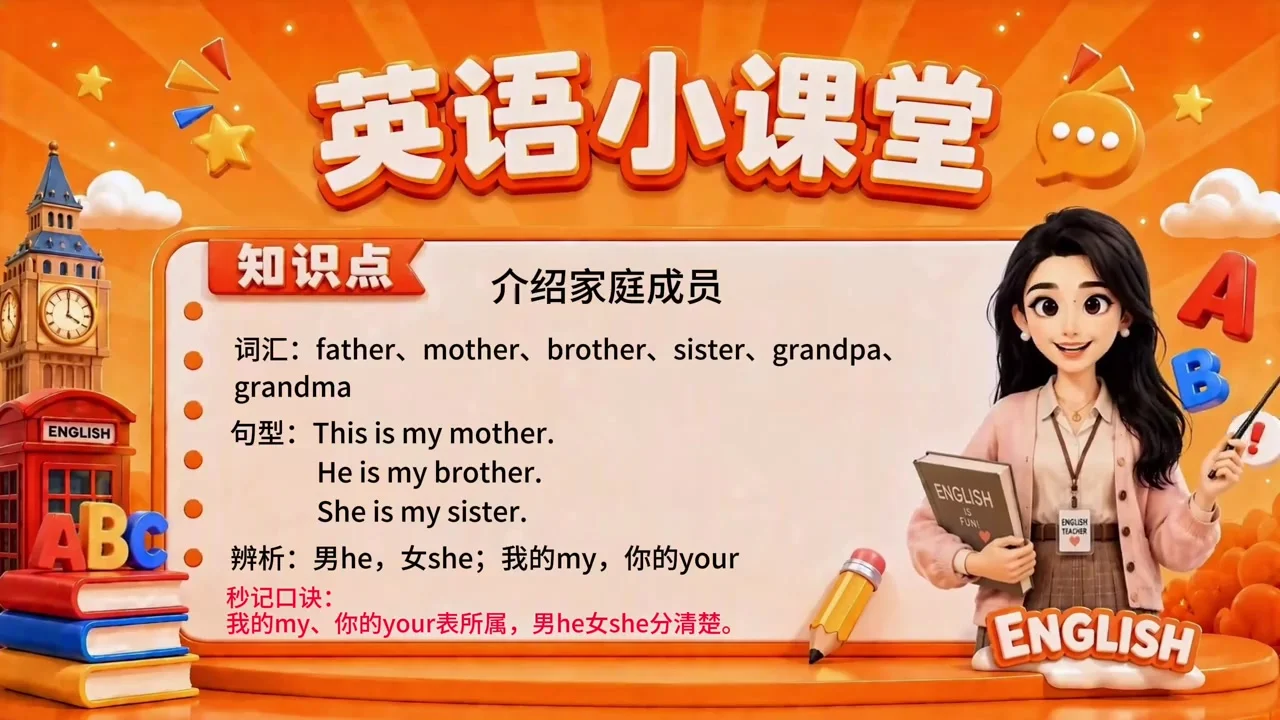 英语小课堂
知识点
介绍家庭成员
词汇：father、mother、brother、sister、grandpa、
grandma
句型：This is my mother.
He is my brother.
She is my sister.
辨析：男he，女she；我的my，你的your
秒记口诀：
我的my、你的your表所属，男he女she分清楚。
ENGLISH
ABC
ENGLISH
IS
FUN!
ENGLISH
TEACHER
A
B
!
ENGLISH